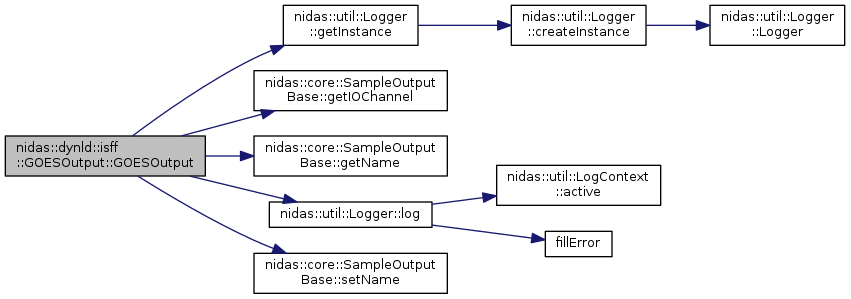 nidas::dynld::isff
::GOESOutput::GOESOutput
nidas::util::Logger
::getInstance
nidas::util::Logger
::createInstance
nidas::util::Logger
::Logger
nidas::core::SampleOutput
Base::getIOChannel
nidas::core::SampleOutput
Base::getName
nidas::util::Logger::log
nidas::util::LogContext
::active
fillError
nidas::core::SampleOutput
Base::setName